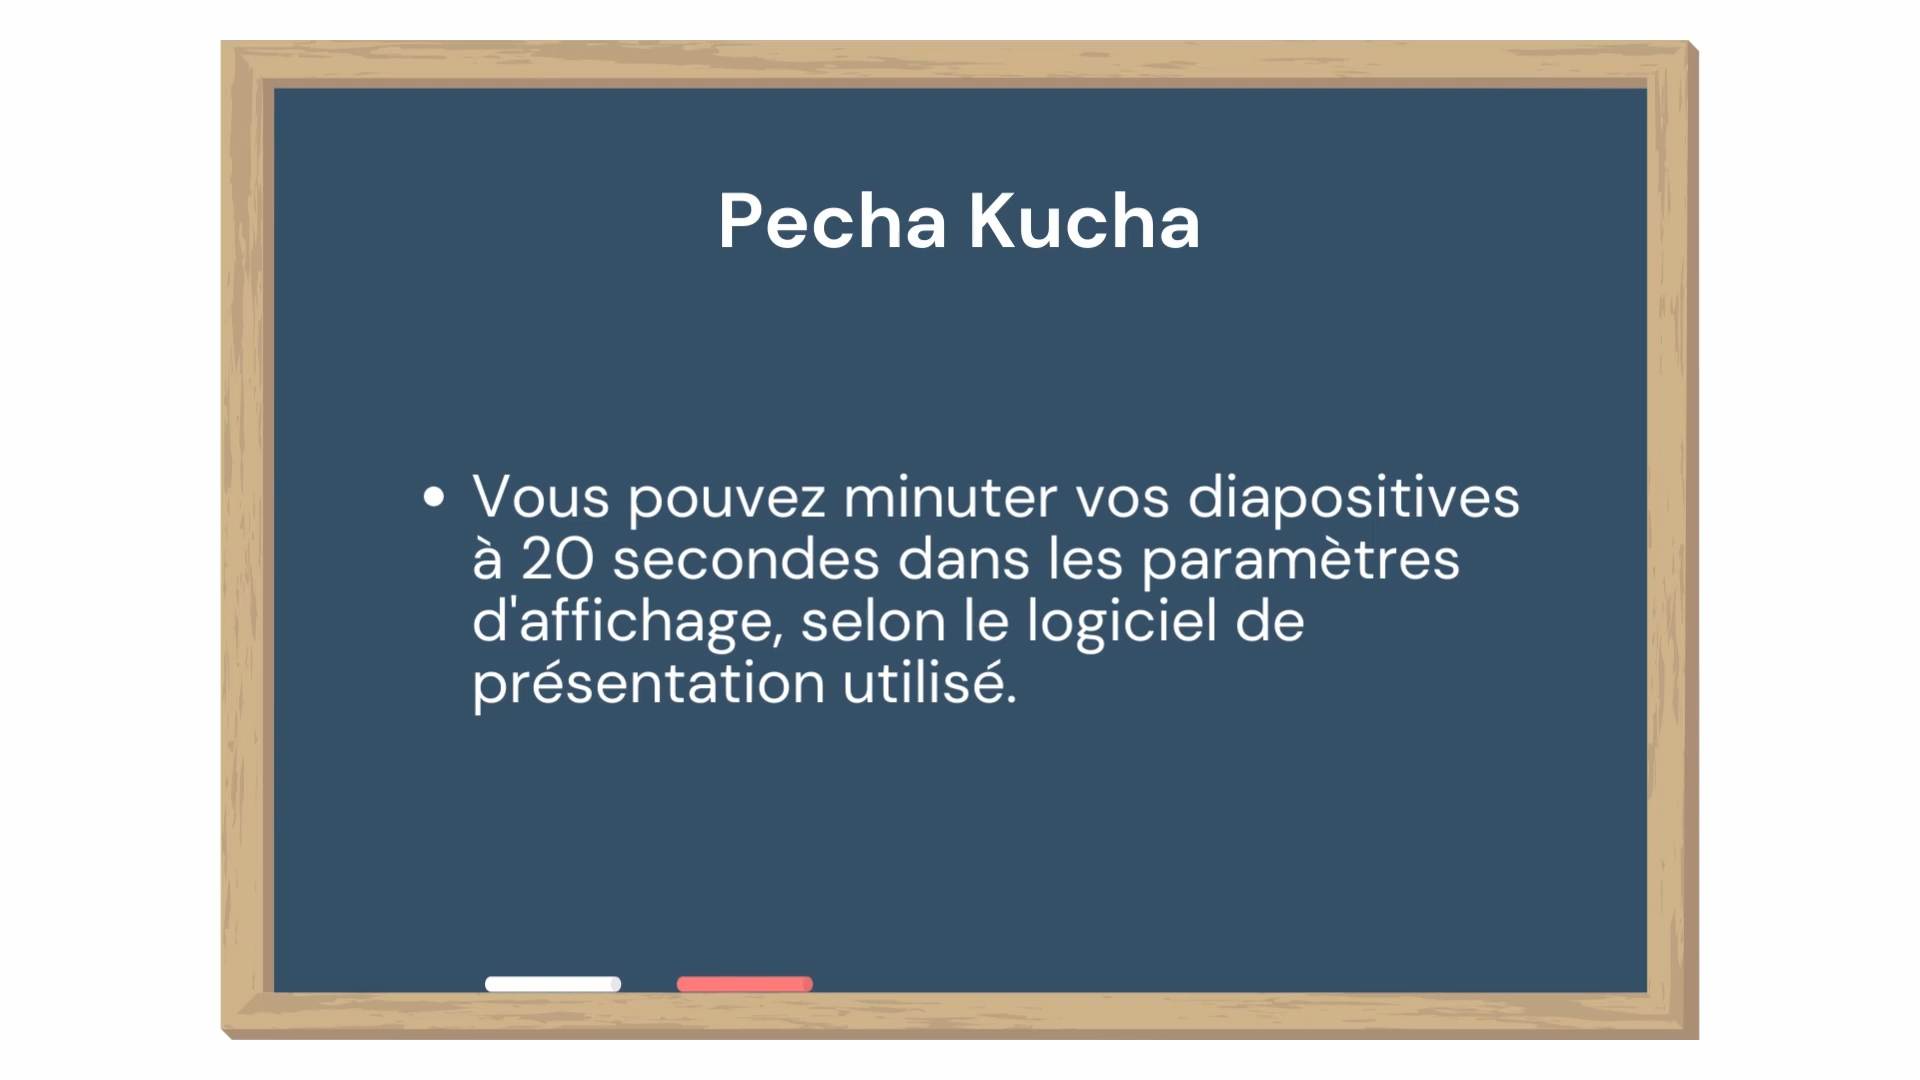 Pecha Kucha
• Vous pouvez minuter vos diapositives
à 20 secondes dans les paramètres
d'affichage, selon le logiciel de
présentation utilisé.